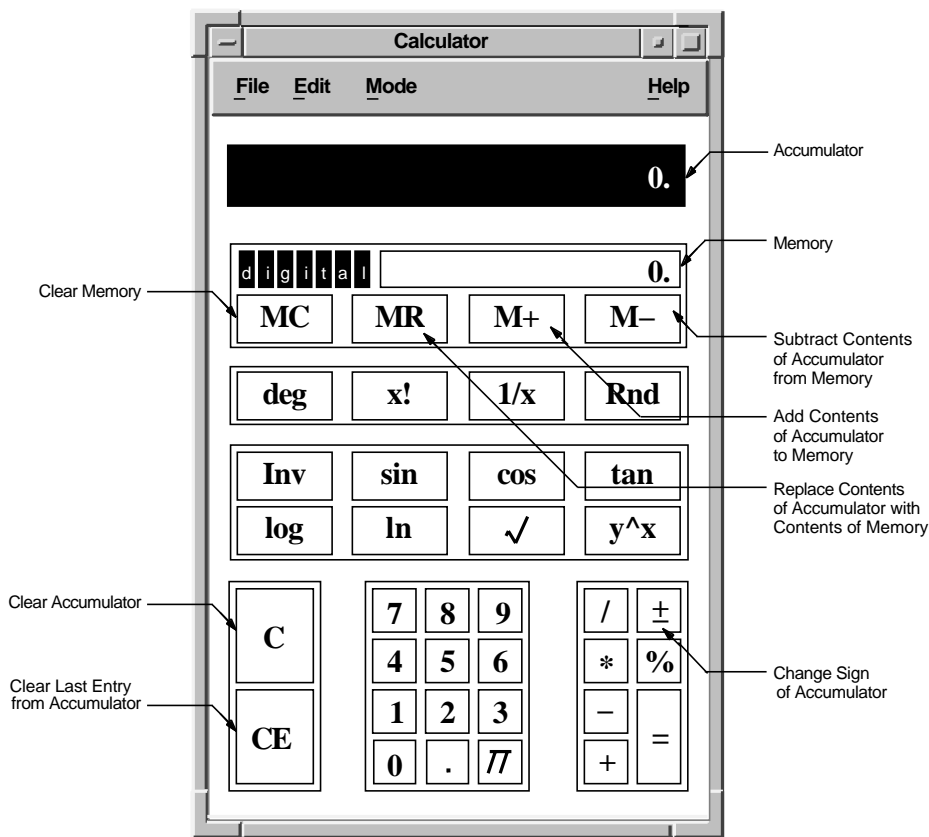 Calculator
File Edit Mode Help
0.
Accumulator
digital 0.
Memory
Clear Memory
MC MR M+ M−
Subtract Contents
of Accumulator
from Memory
deg x! 1/x Rnd
Add Contents
of Accumulator
to Memory
Inv sin cos tan
Replace Contents
of Accumulator with
Contents of Memory
log ln √ y^x
Clear Accumulator
C
7 8 9 / ±
4 5 6 * %
Change Sign
of Accumulator
Clear Last Entry
from Accumulator
CE
1 2 3 −
=
0 . π +